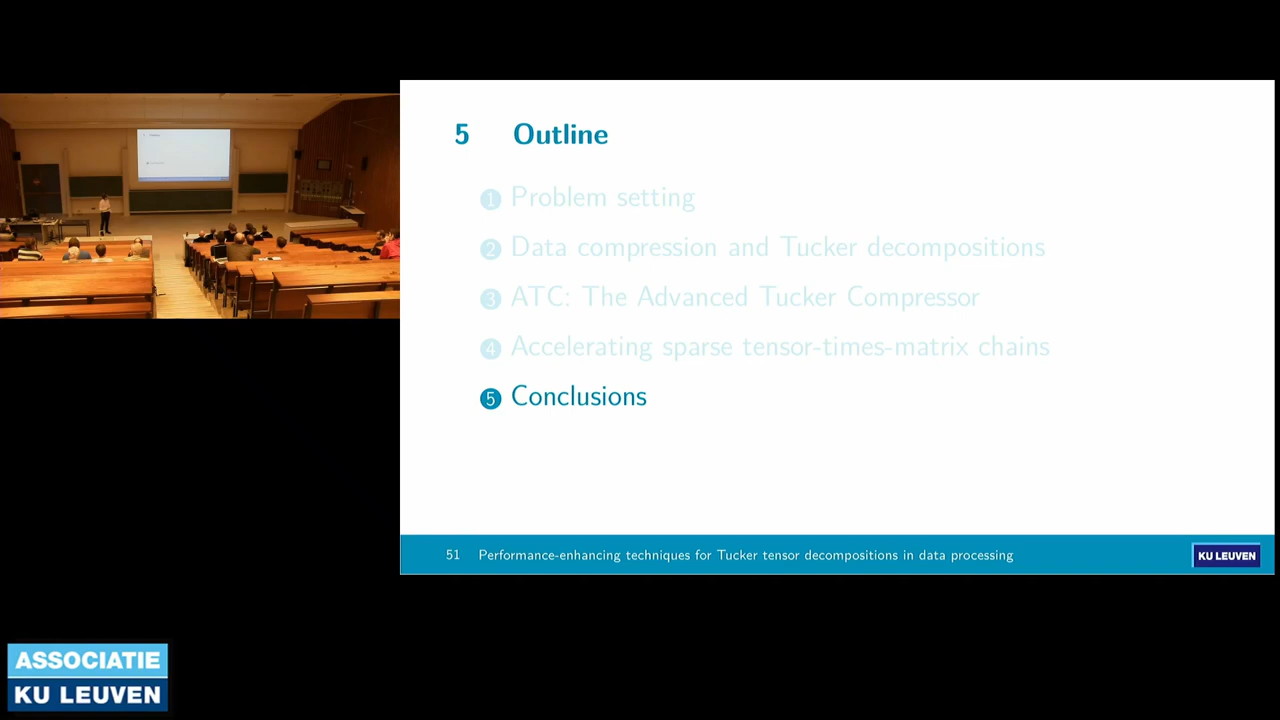 5 Outline
1 Problem setting
2 Data compression and Tucker decompositions
3 ATC: The Advanced Tucker Compressor
4 Accelerating sparse tensor-times-matrix chains
5 Conclusions
51 Performance-enhancing techniques for Tucker tensor decompositions in data processing
KU LEUVEN
ASSOCIATIE
KU LEUVEN